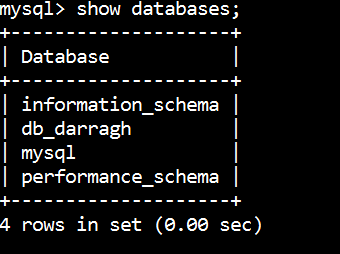 mysql> show databases;
+--------------------+
| Database           |
+--------------------+
| information_schema |
| db_darragh         |
| mysql              |
| performance_schema |
+--------------------+
4 rows in set (0.00 sec)